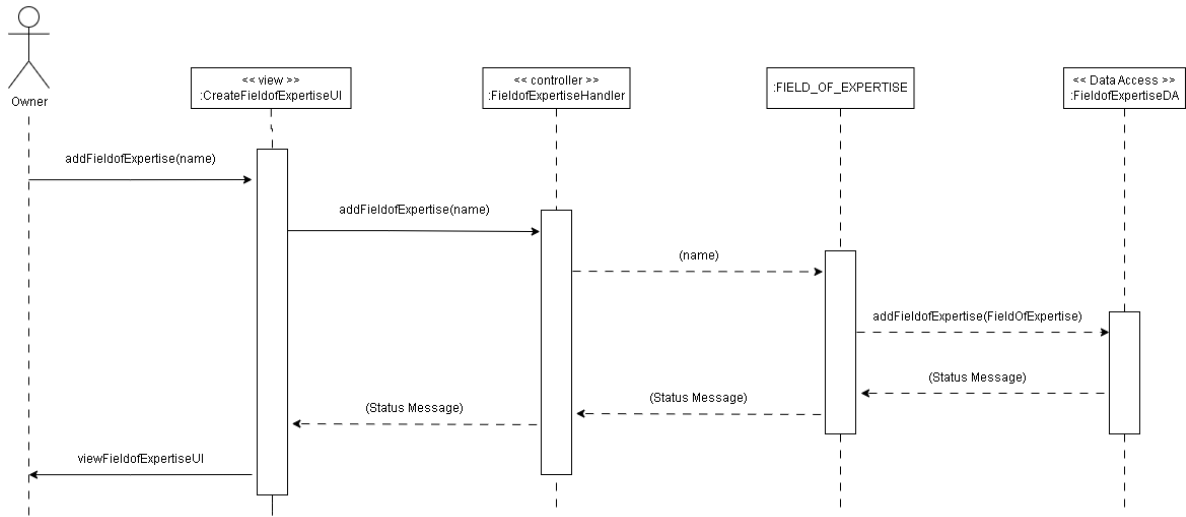 Owner
<< view >>
:CreateFieldofExpertiseUI
<< controller >>
:FieldofExpertiseHandler
:FIELD_OF_EXPERTISE
<< Data Access >>
:FieldofExpertiseDA
addFieldofExpertise(name)
addFieldofExpertise(name)
(name)
addFieldofExpertise(FieldOfExpertise)
(Status Message)
(Status Message)
(Status Message)
viewFieldofExpertiseUI